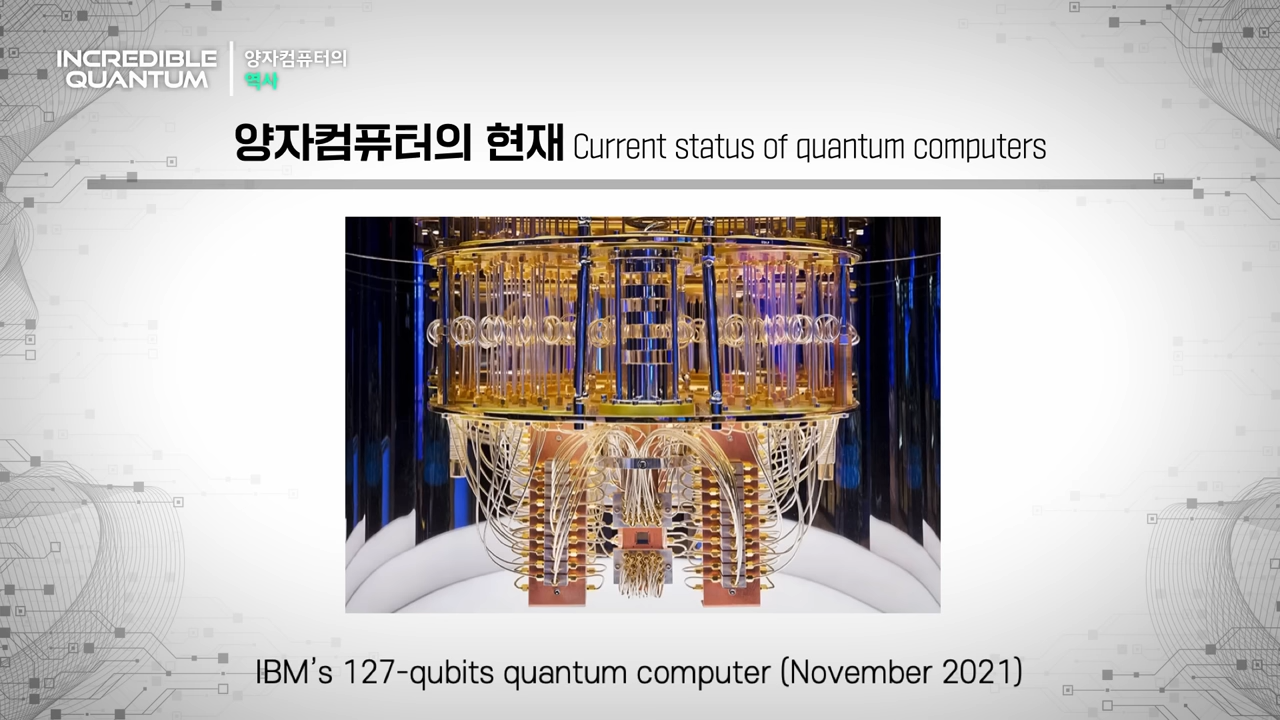 INCREDIBLE
QUANTUM
양자컴퓨터의
역사
양자컴퓨터의 현재 Current status of quantum computers
IBM's 127-qubits quantum computer (November 2021)